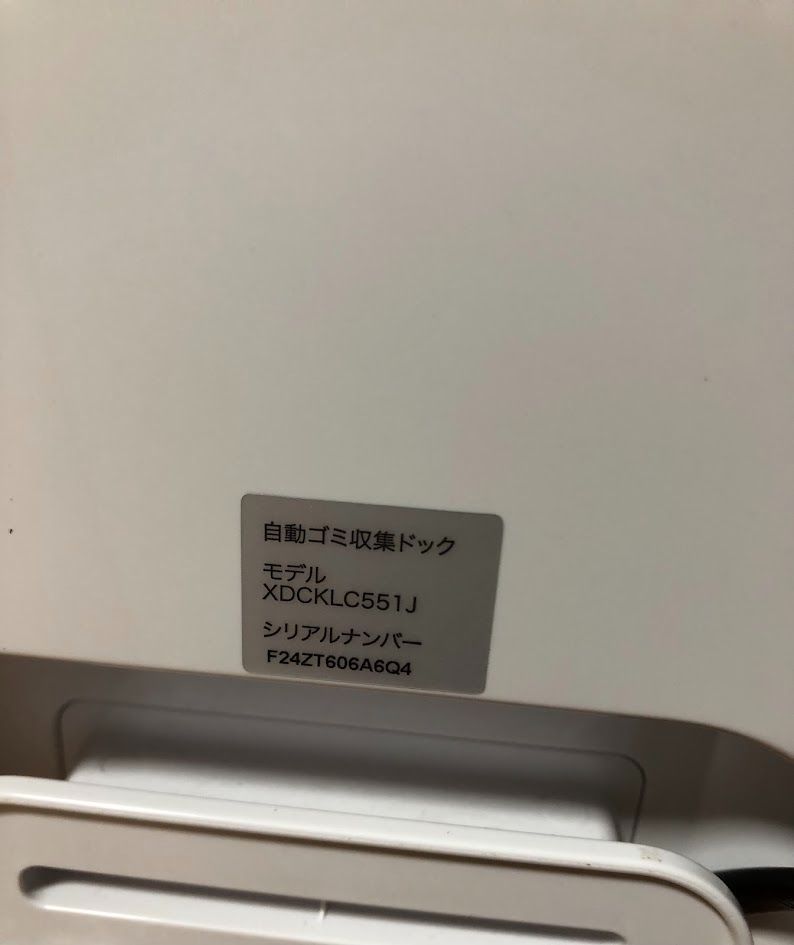 自動ゴミ収集ドック
モデル
XDCKLC551J
シリアルナンバー
F24ZT606A6Q4